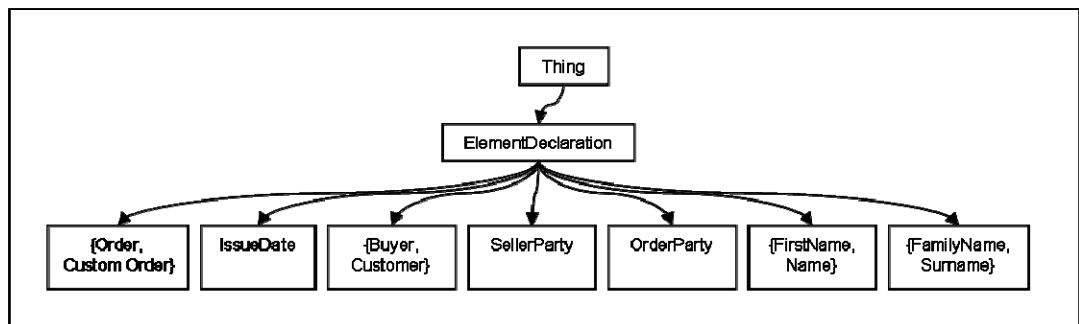 Thing
ElementDeclaration
{Order,
Custom Order}
IssueDate
{Buyer,
Customer}
SellerParty
OrderParty
{FirstName,
Name}
{FamilyName,
Surname}